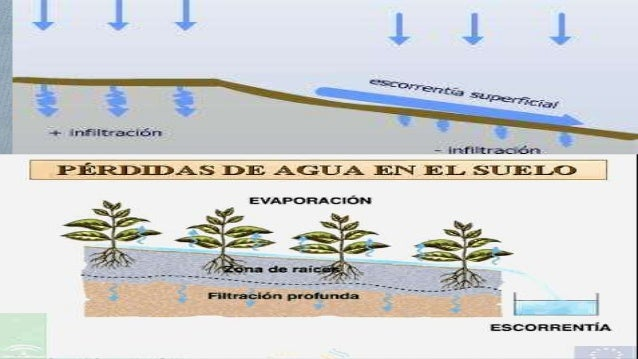 escorrentía superficial
+ infiltración
- infiltración
PÉRDIDAS DE AGUA EN EL SUELO
EVAPORACIÓN
Zona de raíces
Filtración profunda
ESCORRENTÍA